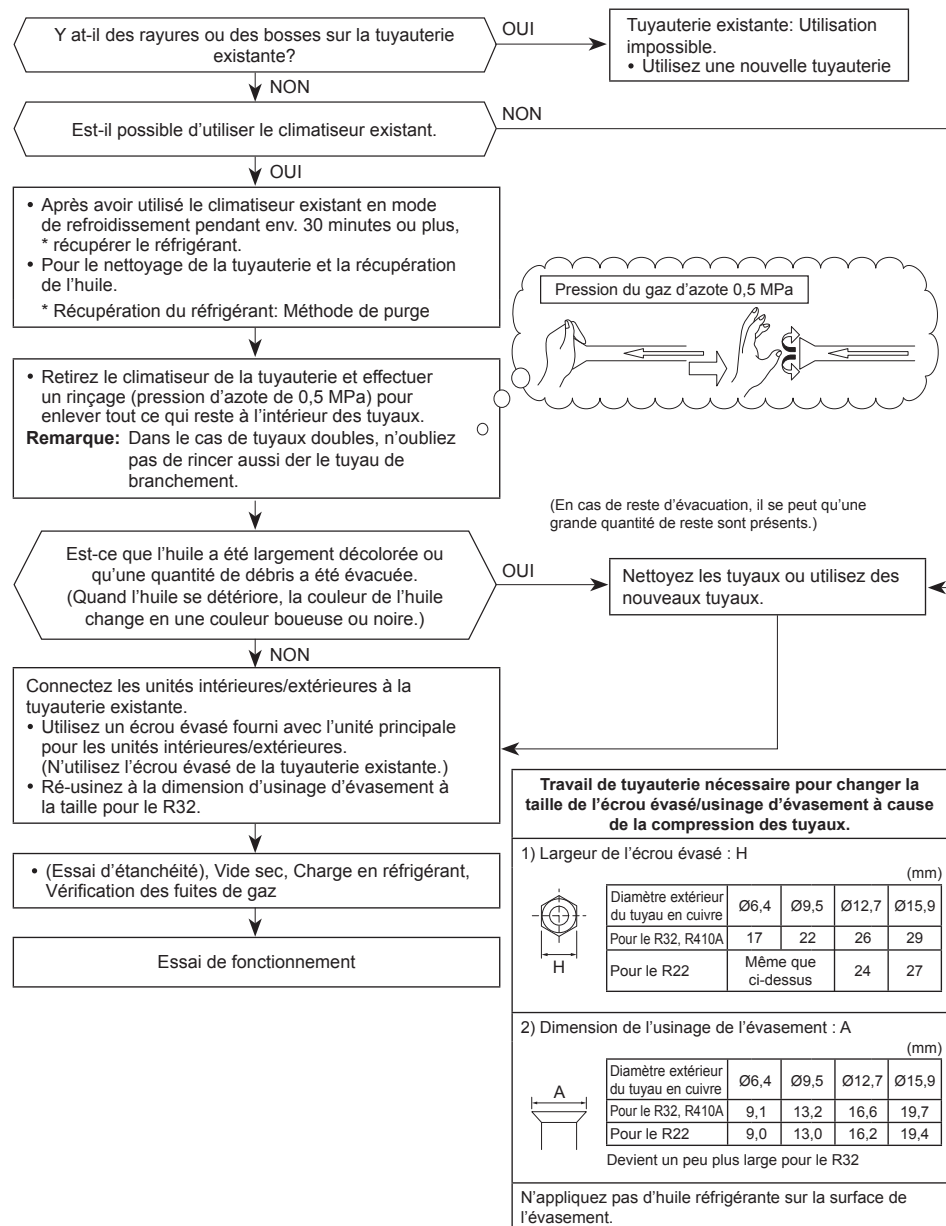 Y at-il des rayures ou des bosses sur la tuyauterie
existante?
OUI
Tuyauterie existante: Utilisation
impossible.
• Utilisez une nouvelle tuyauterie
NON
Est-il possible d'utiliser le climatiseur existant.
NON
OUI
• Après avoir utilisé le climatiseur existant en mode
de refroidissement pendant env. 30 minutes ou plus,
* récupérer le réfrigérant.
• Pour le nettoyage de la tuyauterie et la récupération
de l'huile.
* Récupération du réfrigérant: Méthode de purge
Pression du gaz d'azote 0,5 MPa
• Retirez le climatiseur de la tuyauterie et effectuer
un rinçage (pression d'azote de 0,5 MPa) pour
enlever tout ce qui reste à l'intérieur des tuyaux.
Remarque: Dans le cas de tuyaux doubles, n'oubliez
pas de rincer aussi der le tuyau de
branchement.
(En cas de reste d'évacuation, il se peut qu'une
grande quantité de reste sont présents.)
Est-ce que l'huile a été largement décolorée ou
qu'une quantité de débris a été évacuée.
(Quand l'huile se détériore, la couleur de l'huile
change en une couleur boueuse ou noire.)
OUI
Nettoyez les tuyaux ou utilisez des
nouveaux tuyaux.
NON
Connectez les unités intérieures/extérieures à la
tuyauterie existante.
• Utilisez un écrou évasé fourni avec l'unité principale
pour les unités intérieures/extérieures.
(N'utilisez l'écrou évasé de la tuyauterie existante.)
• Ré-usinez à la dimension d'usinage d'évasement à
la taille pour le R32.
• (Essai d'étanchéité), Vide sec, Charge en réfrigérant,
Vérification des fuites de gaz
Essai de fonctionnement
Travail de tuyauterie nécessaire pour changer la
taille de l'écrou évasé/usinage d'évasement à cause
de la compression des tuyaux.
1) Largeur de l'écrou évasé : H
(mm)
H
Diamètre extérieur
du tuyau en cuivre Ø6,4 Ø9,5 Ø12,7 Ø15,9
Pour le R32, R410A 17 22 26 29
Pour le R22 Même que
ci-dessus 24 27
2) Dimension de l'usinage de l'évasement : A
(mm)
A
Diamètre extérieur
du tuyau en cuivre Ø6,4 Ø9,5 Ø12,7 Ø15,9
Pour le R32, R410A 9,1 13,2 16,6 19,7
Pour le R22 9,0 13,0 16,2 19,4
Devient un peu plus large pour le R32
N'appliquez pas d'huile réfrigérante sur la surface de
l'évasement.